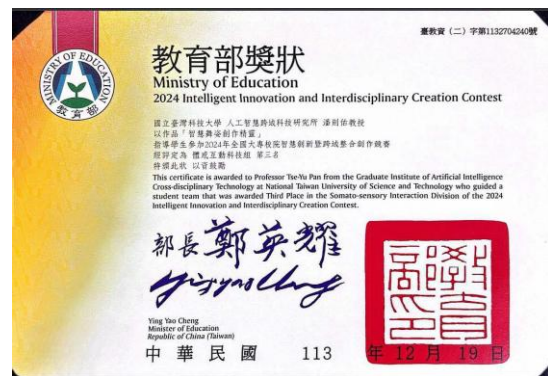 臺教資（二）字第1132704240號
MINISTRY OF EDUCATION
教育部
教育部獎狀
Ministry of Education
2024 Intelligent Innovation and Interdisciplinary Creation Contest
國立臺灣科技大學 人工智慧跨域科技研究所 潘則佑教授
以作品「智慧舞姿創作精靈」
指導學生參加2024年全國大專校院智慧創新暨跨域整合創作競賽
經評定為 體感互動科技組 第三名
特頒此狀 以資鼓勵
This certificate is awarded to Professor Tse-Yu Pan from the Graduate Institute of Artificial Intelligence
Cross-disciplinary Technology at National Taiwan University of Science and Technology who guided a
student team that was awarded Third Place in the Somato-sensory Interaction Division of the 2024
Intelligent Innovation and Interdisciplinary Creation Contest.
部長 鄭英耀
Ying yao Cheng
Ying Yao Cheng
Minister of Education
Republic of China (Taiwan)
教育部印
中華民國 113 年 12 月 19 日